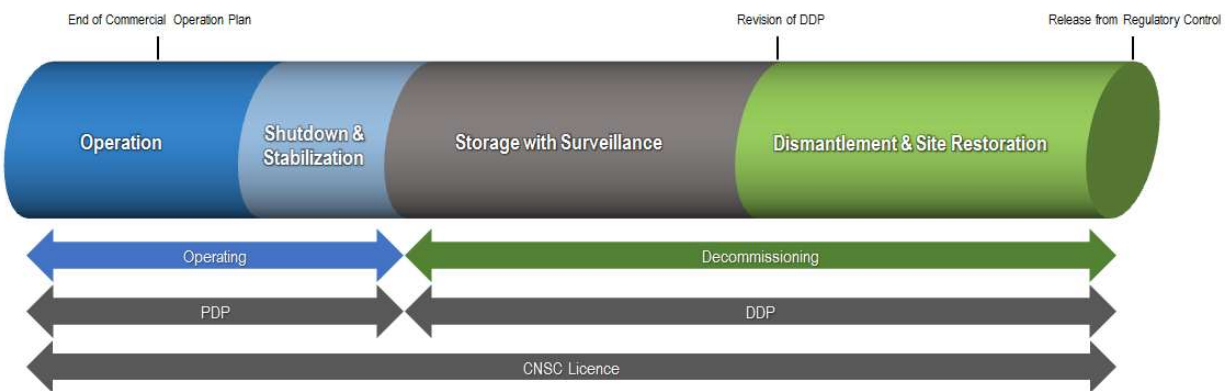 End of Commercial Operation Plan
Revision of DDP
Release from Regulatory Control
Operation
Shutdown &
Stabilization
Storage with Surveillance
Dismantlement & Site Restoration
Operating
Decommissioning
PDP
DDP
CNSC Licence